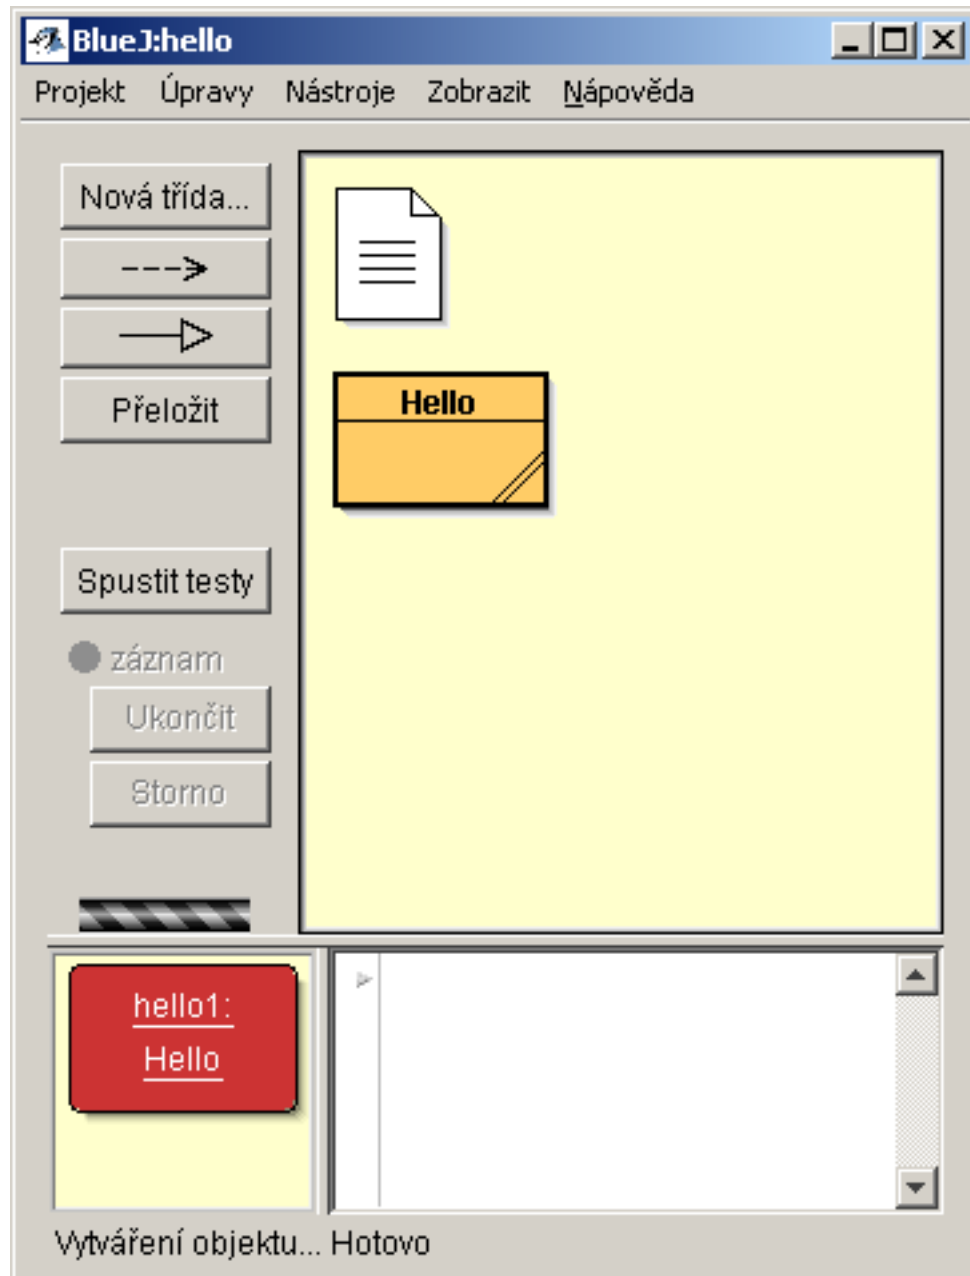 BlueJ:hello
Projekt Úpravy Nástroje Zobrazit Nápověda
Nová třída...
Přeložit
Spustit testy
záznam
Ukončit
Storno
Hello
hello1:
Hello
Vytváření objektu... Hotovo